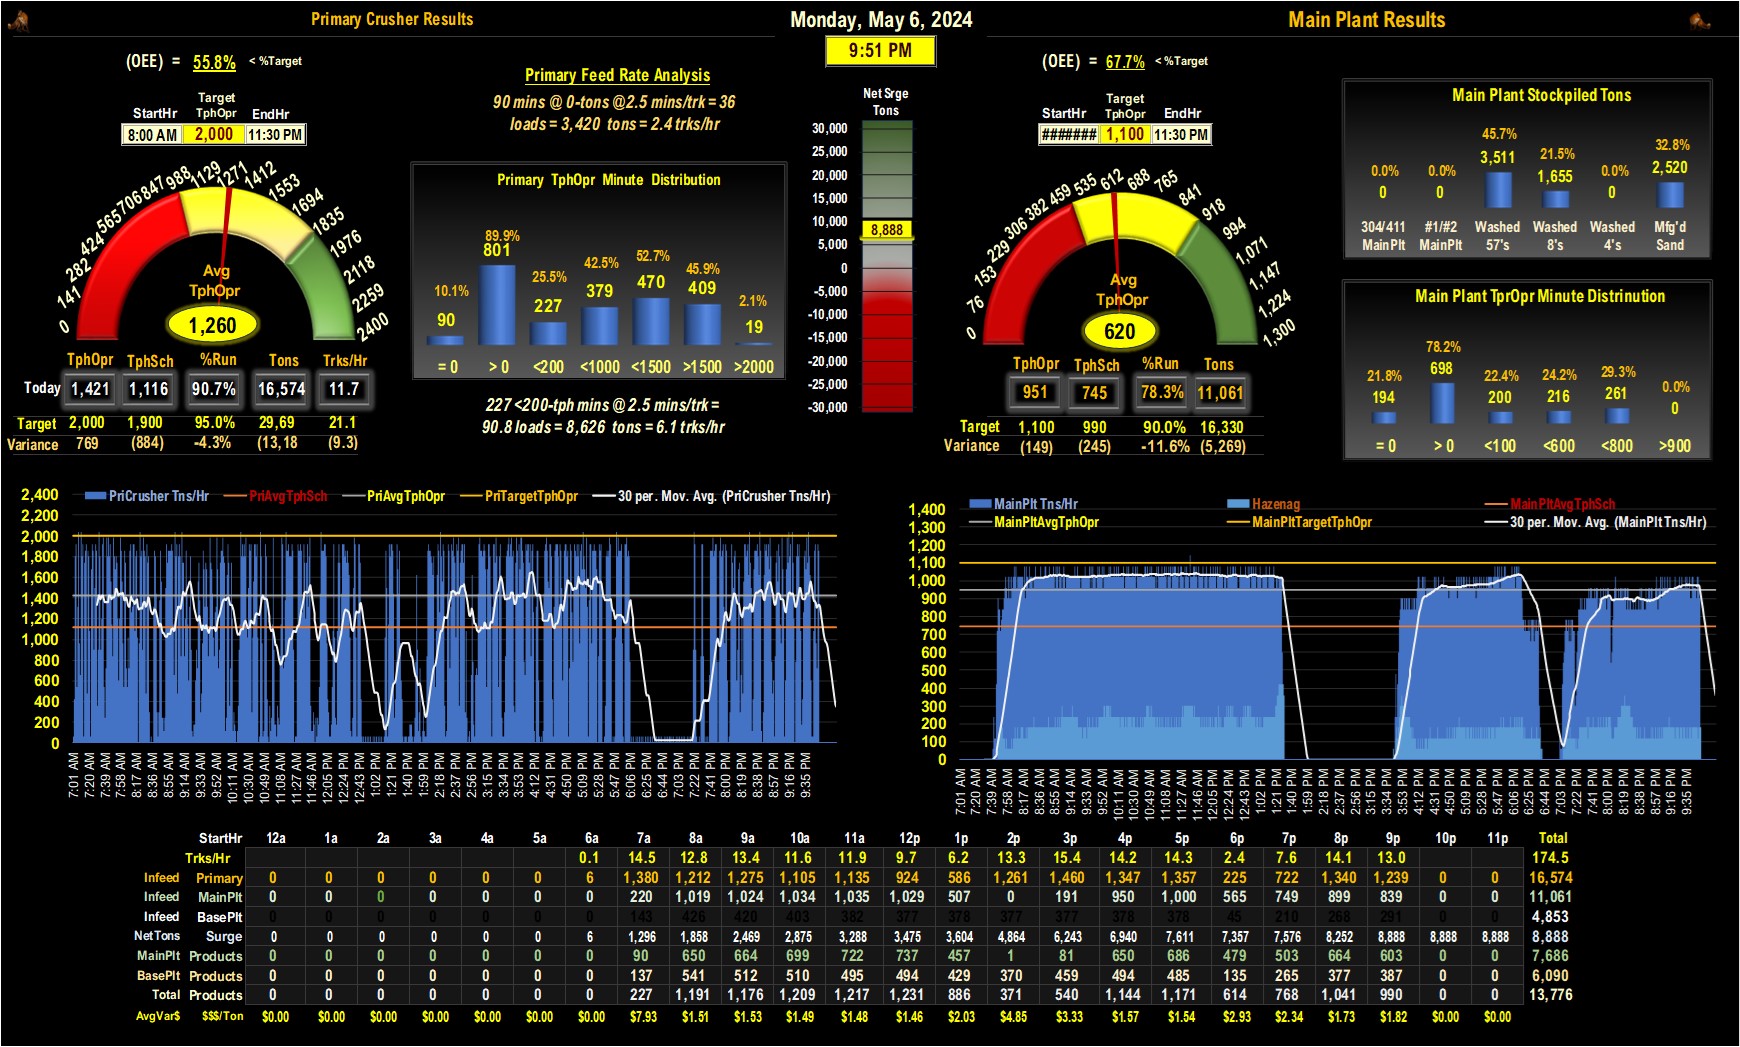 Primary Crusher Results
Monday, May 6, 2024
Main Plant Results
9:51 PM
(OEE) = 55.8% < %Target
StartHr Target TphOpr EndHr
8:00 AM 2,000 11:30 PM
0 141 282 424 565 706 847 988 1129 1271 1412 1553 1694 1835 1976 2118 2259 2400
Avg
TphOpr
1,260
TphOpr TphSch %Run Tons Trks/Hr
Today 1,421 1,116 90.7% 16,574 11.7
Target 2,000 1,900 95.0% 29,69 21.1
Variance 769 (884) -4.3% (13,18 (9.3)
Primary Feed Rate Analysis
90 mins @ 0-tons @2.5 mins/trk = 36
loads = 3,420 tons = 2.4 trks/hr
Primary TphOpr Minute Distribution
10.1% 89.9% 25.5% 42.5% 52.7% 45.9% 2.1%
90 801 227 379 470 409 19
= 0 > 0 <200 <1000 <1500 >1500 >2000
227 <200-tph mins @ 2.5 mins/trk =
90.8 loads = 8,626 tons = 6.1 trks/hr
Net Srge
Tons
30,000
25,000
20,000
15,000
10,000
8,888
5,000
0
-5,000
-10,000
-15,000
-20,000
-25,000
-30,000
(OEE) = 67.7% < %Target
StartHr Target TphOpr EndHr
####### 1,100 11:30 PM
0 76 153 229 306 382 459 535 612 688 765 841 918 994 1,071 1,147 1,224 1,300
Avg
TphOpr
620
TphOpr TphSch %Run Tons
951 745 78.3% 11,061
Target 1,100 990 90.0% 16,330
Variance (149) (245) -11.6% (5,269)
Main Plant Stockpiled Tons
0.0% 0.0% 45.7% 21.5% 0.0% 32.8%
0 0 3,511 1,655 0 2,520
304/411 #1/#2 Washed Washed Washed Mfg'd
MainPlt MainPlt 57's 8's 4's Sand
Main Plant TprOpr Minute Distrinution
21.8% 78.2% 22.4% 24.2% 29.3% 0.0%
194 698 200 216 261 0
= 0 > 0 <100 <600 <800 >900
PriCrusher Tns/Hr PriAvgTphSch PriAvgTphOpr PriTargetTphOpr 30 per. Mov. Avg. (PriCrusher Tns/Hr)
2,400
2,200
2,000
1,800
1,600
1,400
1,200
1,000
800
600
400
200
0
7:01 AM 7:20 AM 7:39 AM 7:58 AM 8:17 AM 8:36 AM 8:55 AM 9:14 AM 9:33 AM 9:52 AM 10:11 AM 10:30 AM 10:49 AM 11:08 AM 11:27 AM 11:46 AM 12:05 PM 12:24 PM 12:43 PM 1:02 PM 1:21 PM 1:40 PM 1:59 PM 2:18 PM 2:37 PM 2:56 PM 3:15 PM 3:34 PM 3:53 PM 4:12 PM 4:31 PM 4:50 PM 5:09 PM 5:28 PM 5:47 PM 6:06 PM 6:25 PM 6:44 PM 7:03 PM 7:22 PM 7:41 PM 8:00 PM 8:19 PM 8:38 PM 8:57 PM 9:16 PM 9:35 PM
MainPlt Tns/Hr Hazenag MainPltAvgTphSch
MainPltAvgTphOpr MainPltTargetTphOpr 30 per. Mov. Avg. (MainPlt Tns/Hr)
1,400
1,300
1,200
1,100
1,000
900
800
700
600
500
400
300
200
100
0
7:01 AM 7:20 AM 7:39 AM 7:58 AM 8:17 AM 8:36 AM 8:55 AM 9:14 AM 9:33 AM 9:52 AM 10:11 AM 10:30 AM 10:49 AM 11:08 AM 11:27 AM 11:46 AM 12:05 PM 12:24 PM 12:43 PM 1:02 PM 1:21 PM 1:40 PM 1:59 PM 2:18 PM 2:37 PM 2:56 PM 3:15 PM 3:34 PM 3:53 PM 4:12 PM 4:31 PM 4:50 PM 5:09 PM 5:28 PM 5:47 PM 6:06 PM 6:25 PM 6:44 PM 7:03 PM 7:22 PM 7:41 PM 8:00 PM 8:19 PM 8:38 PM 8:57 PM 9:16 PM 9:35 PM
StartHr 12a 1a 2a 3a 4a 5a 6a 7a 8a 9a 10a 11a 12p 1p 2p 3p 4p 5p 6p 7p 8p 9p 10p 11p Total
Trks/Hr 0.1 14.5 12.8 13.4 11.6 11.9 9.7 6.2 13.3 15.4 14.2 14.3 2.4 7.6 14.1 13.0 174.5
Infeed Primary 0 0 0 0 0 0 6 1,380 1,212 1,275 1,105 1,135 924 586 1,261 1,460 1,347 1,357 225 722 1,340 1,239 0 0 16,574
Infeed MainPlt 0 0 0 0 0 0 0 220 1,019 1,024 1,034 1,035 1,029 507 0 191 950 1,000 565 749 899 839 0 0 11,061
Infeed BasePlt 0 0 0 0 0 0 0 143 426 420 403 382 377 378 377 377 378 378 45 210 268 291 0 0 4,853
NetTons Surge 0 0 0 0 0 0 6 1,296 1,858 2,469 2,875 3,288 3,475 3,604 4,864 6,243 6,940 7,611 7,357 7,576 8,252 8,888 8,888 8,888 8,888
MainPlt Products 0 0 0 0 0 0 0 90 650 664 699 722 737 457 1 81 650 686 479 503 664 603 0 0 7,686
BasePlt Products 0 0 0 0 0 0 0 137 541 512 510 495 494 429 370 459 494 485 135 265 377 387 0 0 6,090
Total Products 0 0 0 0 0 0 0 227 1,191 1,176 1,209 1,217 1,231 886 371 540 1,144 1,171 614 768 1,041 990 0 0 13,776
AvgVar$ $$$/Ton $0.00 $0.00 $0.00 $0.00 $0.00 $0.00 $0.00 $7.93 $1.51 $1.53 $1.49 $1.48 $1.46 $2.03 $4.85 $3.33 $1.57 $1.54 $2.93 $2.34 $1.73 $1.82 $0.00 $0.00